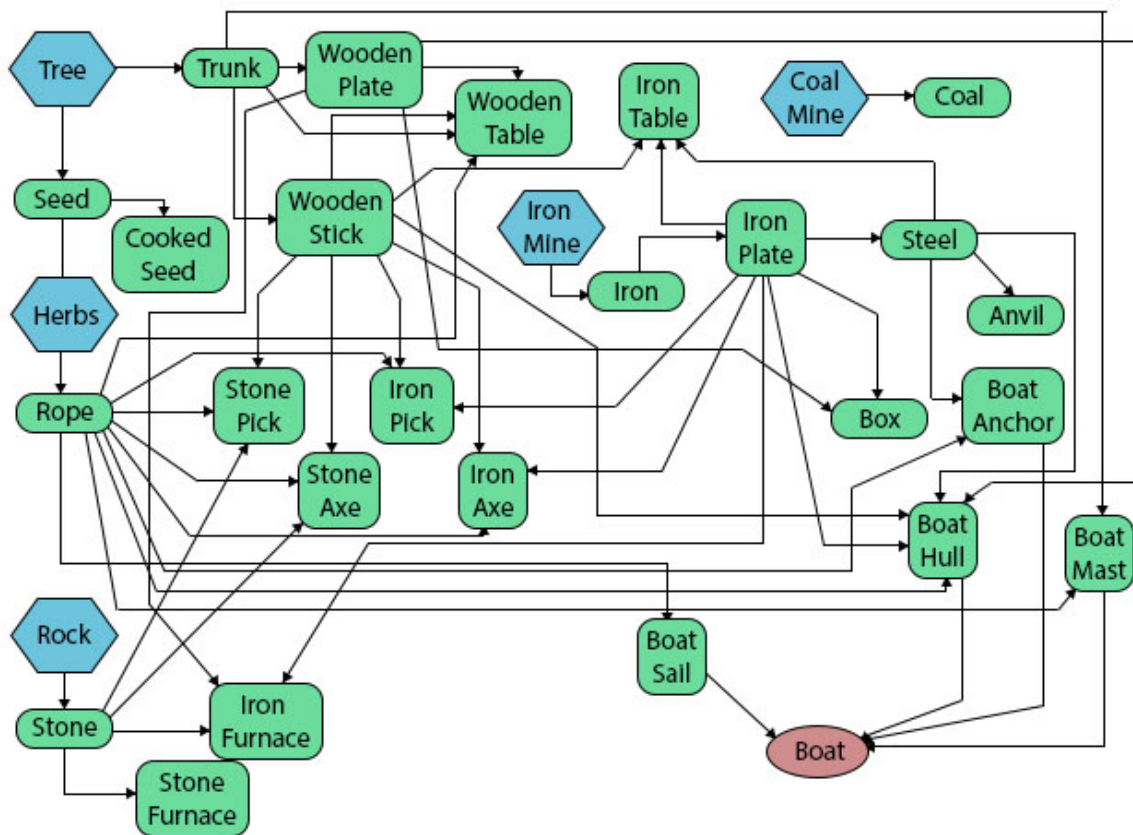 Tree
Trunk
Wooden
Plate
Wooden
Table
Iron
Table
Coal
Mine
Coal
Seed
Cooked
Seed
Wooden
Stick
Iron
Mine
Iron
Iron
Plate
Steel
Anvil
Herbs
Rope
Stone
Pick
Iron
Pick
Box
Boat
Anchor
Stone
Axe
Iron
Axe
Boat
Hull
Boat
Mast
Rock
Boat
Sail
Stone
Iron
Furnace
Boat
Stone
Furnace